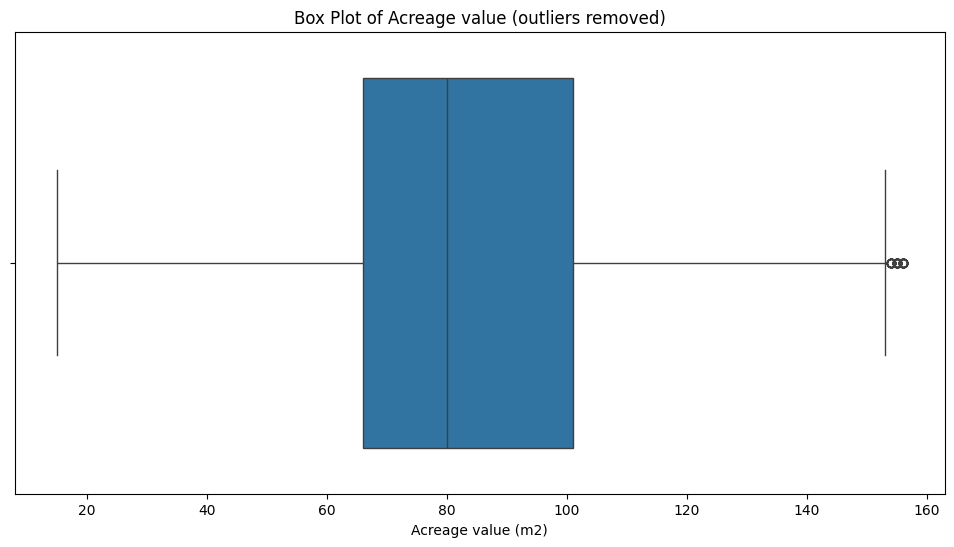 Box Plot of Acreage value (outliers removed)
20 40 60 80 100 120 140 160
Acreage value (m2)